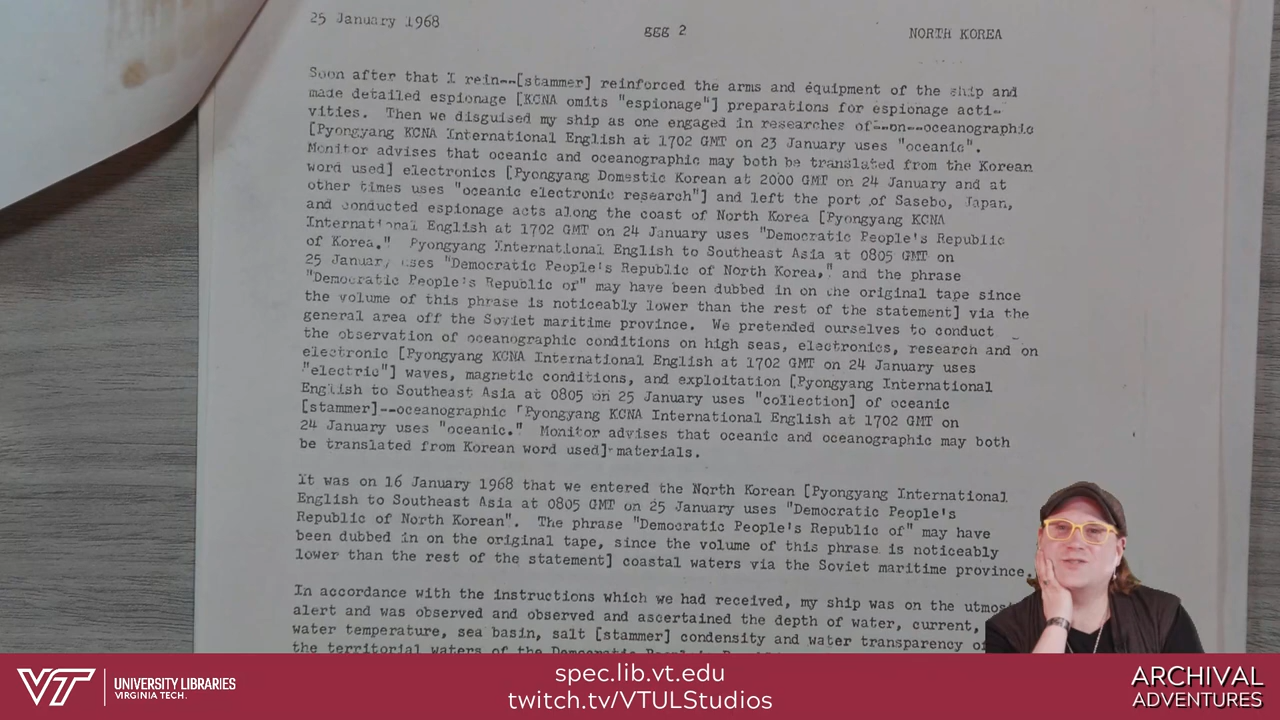 25 January 1968
ggg 2
NORTH KOREA
Soon after that I rein--[stammer] reinforced the arms and equipment of the ship and
made detailed espionage [KCNA omits "espionage"] preparations for espionage acti-
vities. Then we disguised my ship as one engaged in researches of--on--oceanographic
[Pyongyang KCNA International English at 1702 GMT on 23 January uses "oceanic".
Monitor advises that oceanic and oceanographic may both be translated from the Korean
word used] electronics [Pyongyang Domestic Korean at 2000 GMT on 24 January and at
other times uses "oceanic electronic research"] and left the port of Sasebo, Japan,
and conducted espionage acts along the coast of North Korea [Pyongyang KCNA
International English at 1702 GMT on 24 January uses "Democratic People's Republic
of Korea." Pyongyang International English to Southeast Asia at 0805 GMT on
25 January uses "Democratic People's Republic of North Korea," and the phrase
"Democratic People's Republic of" may have been dubbed in on the original tape since
the volume of this phrase is noticeably lower than the rest of the statement] via the
general area off the Soviet maritime province. We pretended ourselves to conduct
the observation of oceanographic conditions on high seas, electronics, research and on
electronic [Pyongyang KCNA International English at 1702 GMT on 24 January uses
"electric"] waves, magnetic conditions, and exploitation [Pyongyang International
English to Southeast Asia at 0805 on 25 January uses "collection] of oceanic
[stammer]--oceanographic [Pyongyang KCNA International English at 1702 GMT on
24 January uses "oceanic." Monitor advises that oceanic and oceanographic may both
be translated from Korean word used] materials.
It was on 16 January 1968 that we entered the North Korean [Pyongyang International
English to Southeast Asia at 0805 GMT on 25 January uses "Democratic People's
Republic of North Korean". The phrase "Democratic People's Republic of" may have
been dubbed in on the original tape, since the volume of this phrase is noticeably
lower than the rest of the statement] coastal waters via the Soviet maritime province.
In accordance with the instructions which we had received, my ship was on the utmost
alert and was observed and observed and ascertained the depth of water, current,
water temperature, sea basin, salt [stammer] condensity and water transparency of
the territorial waters of the Democratic People's
VT UNIVERSITY LIBRARIES
VIRGINIA TECH.
spec.lib.vt.edu
twitch.tv/VTULStudios
ARCHIVAL
ADVENTURES